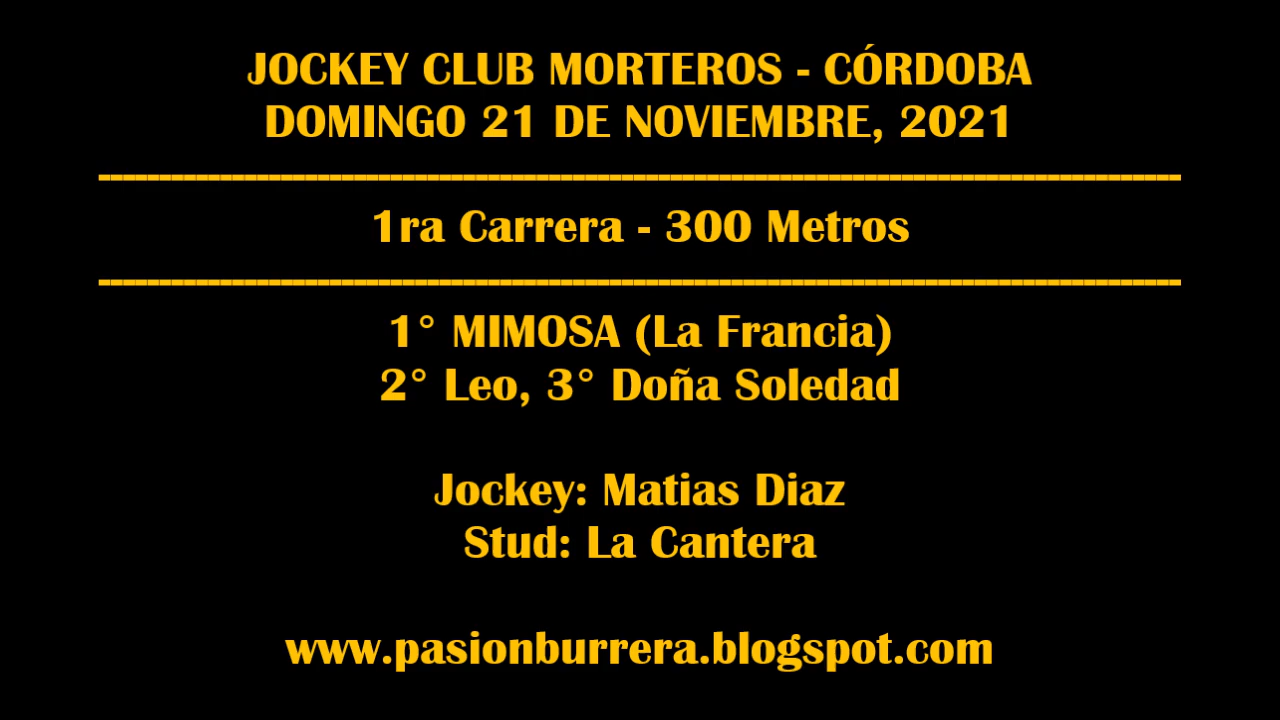 JOCKEY CLUB MORTEROS - CÓRDOBA
DOMINGO 21 DE NOVIEMBRE, 2021
--------------------------------------------------------------------------------
1ra Carrera - 300 Metros
--------------------------------------------------------------------------------
1° MIMOSA (La Francia)
2° Leo, 3° Doña Soledad
Jockey: Matias Diaz
Stud: La Cantera
www.pasionburrera.blogspot.com